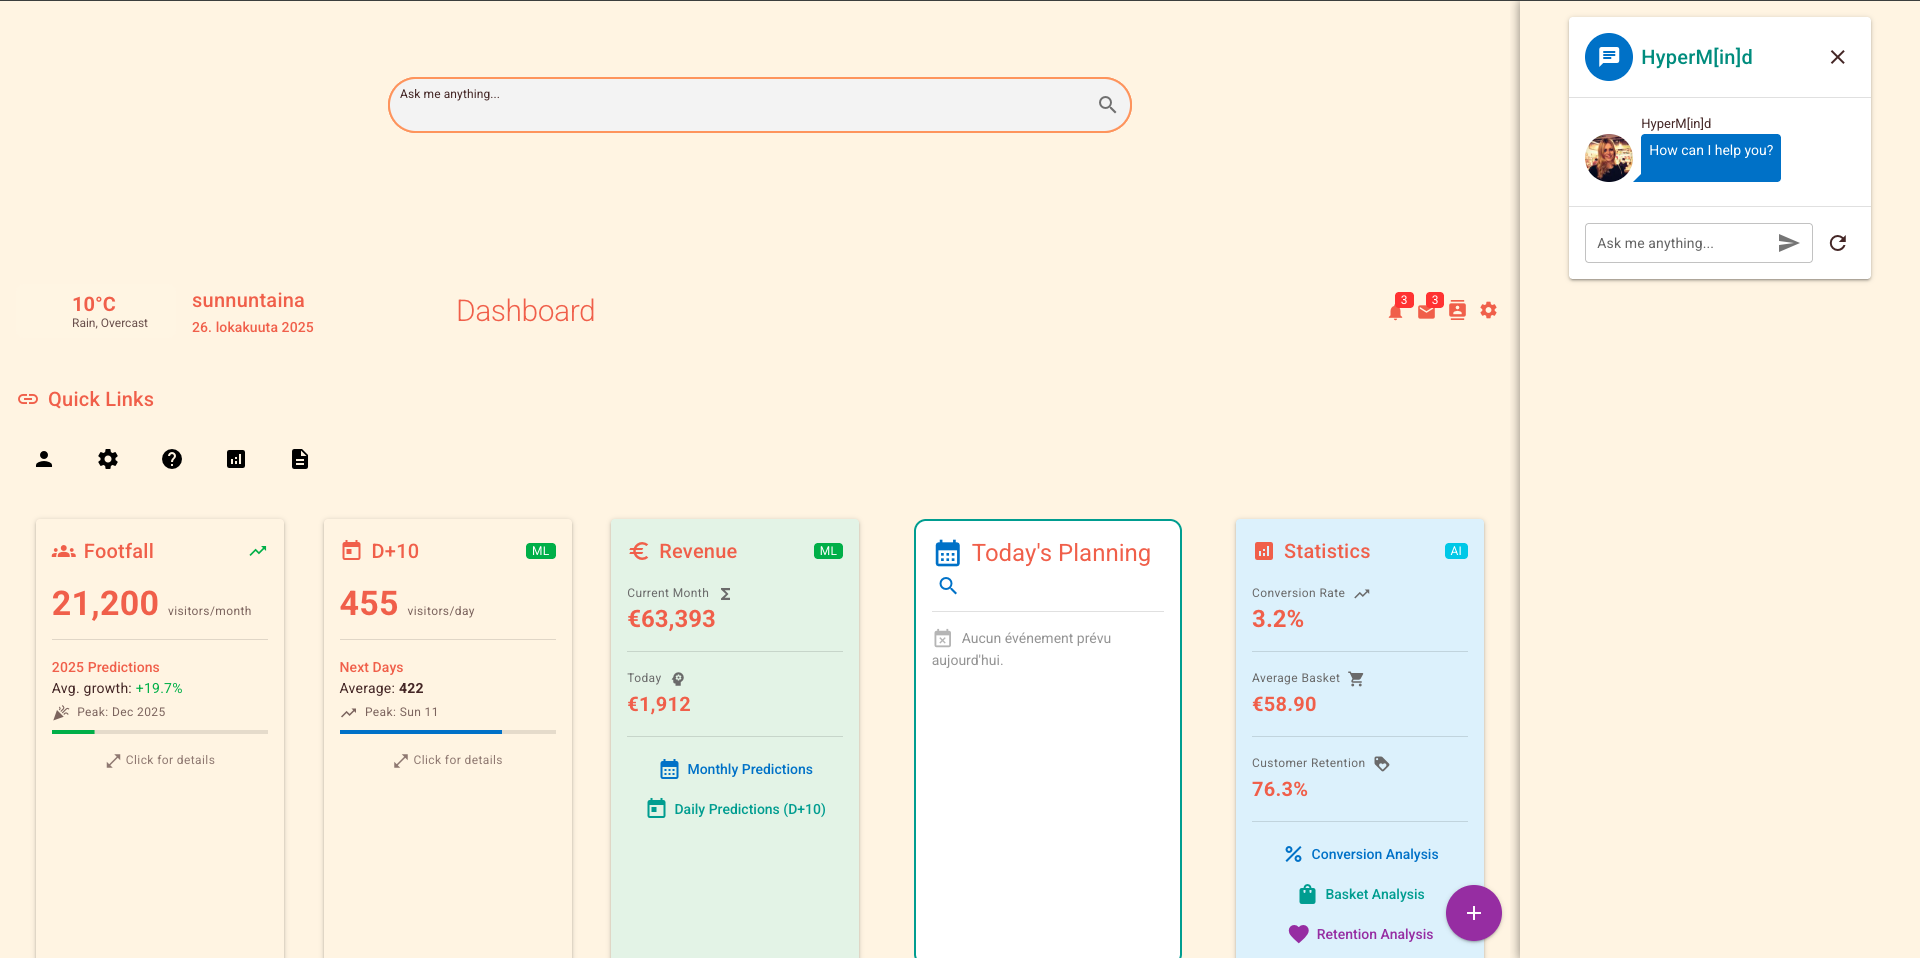 Ask me anything...
10°C
Rain, Overcast
sunnuntaina
26. lokakuuta 2025
Dashboard
3
3
Quick Links
Footfall
21,200 visitors/month
2025 Predictions
Avg. growth: +19.7%
Peak: Dec 2025
Click for details
D+10
ML
455 visitors/day
Next Days
Average: 422
Peak: Sun 11
Click for details
Revenue
ML
Current Month
€63,393
Today
€1,912
Monthly Predictions
Daily Predictions (D+10)
Today's Planning
Aucun événement prévu
aujourd'hui.
Statistics
AI
Conversion Rate
3.2%
Average Basket
€58.90
Customer Retention
76.3%
Conversion Analysis
Basket Analysis
Retention Analysis
HyperM[in]d
HyperM[in]d
How can I help you?
Ask me anything...